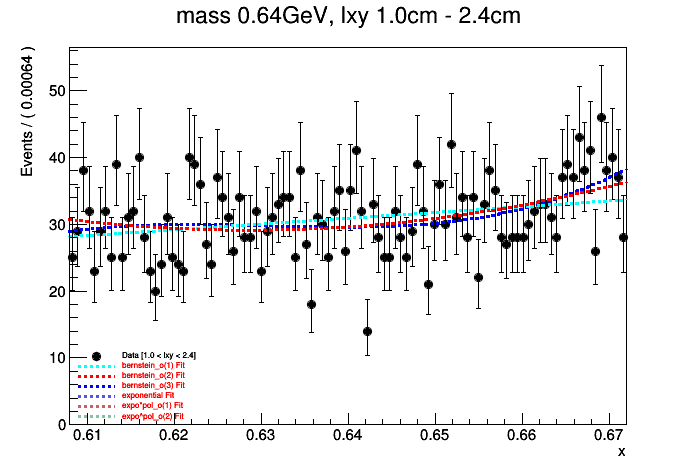 mass 0.64GeV, lxy 1.0cm - 2.4cm
Events / ( 0.00064 )
50
40
30
20
10
0
Data [1.0 < lxy < 2.4]
bernstein_o(1) Fit
bernstein_o(2) Fit
bernstein_o(3) Fit
exponential Fit
expo*pol_o(1) Fit
expo*pol_o(2) Fit
0.61 0.62 0.63 0.64 0.65 0.66 0.67
x